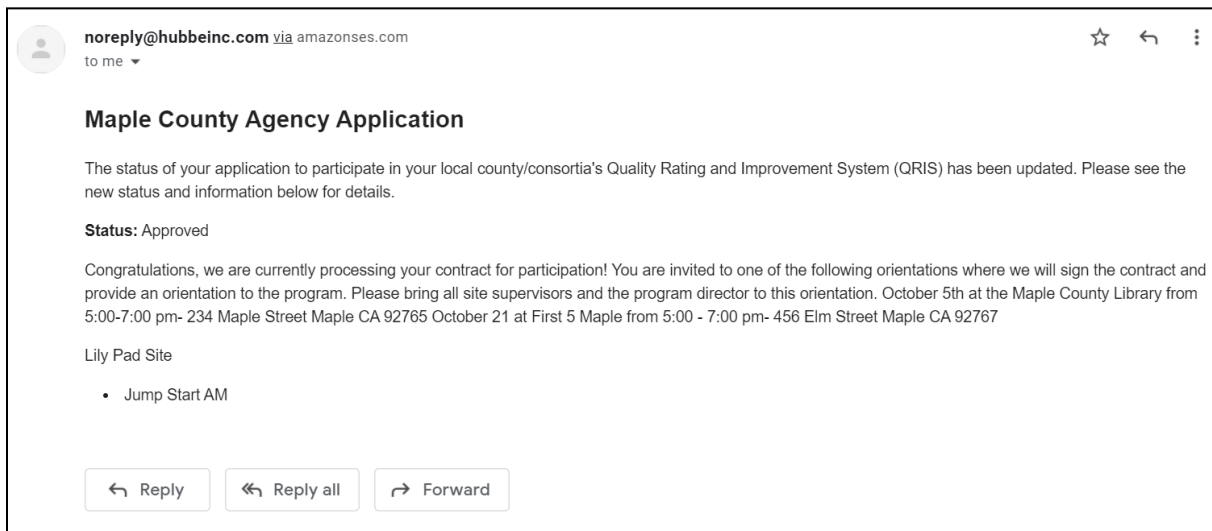 noreply@hubbeinc.com via amazonses.com
to me
Maple County Agency Application
The status of your application to participate in your local county/consortia's Quality Rating and Improvement System (QRIS) has been updated. Please see the
new status and information below for details.
Status: Approved
Congratulations, we are currently processing your contract for participation! You are invited to one of the following orientations where we will sign the contract and
provide an orientation to the program. Please bring all site supervisors and the program director to this orientation. October 5th at the Maple County Library from
5:00-7:00 pm- 234 Maple Street Maple CA 92765 October 21 at First 5 Maple from 5:00 - 7:00 pm- 456 Elm Street Maple CA 92767
Lily Pad Site
• Jump Start AM
Reply Reply all Forward